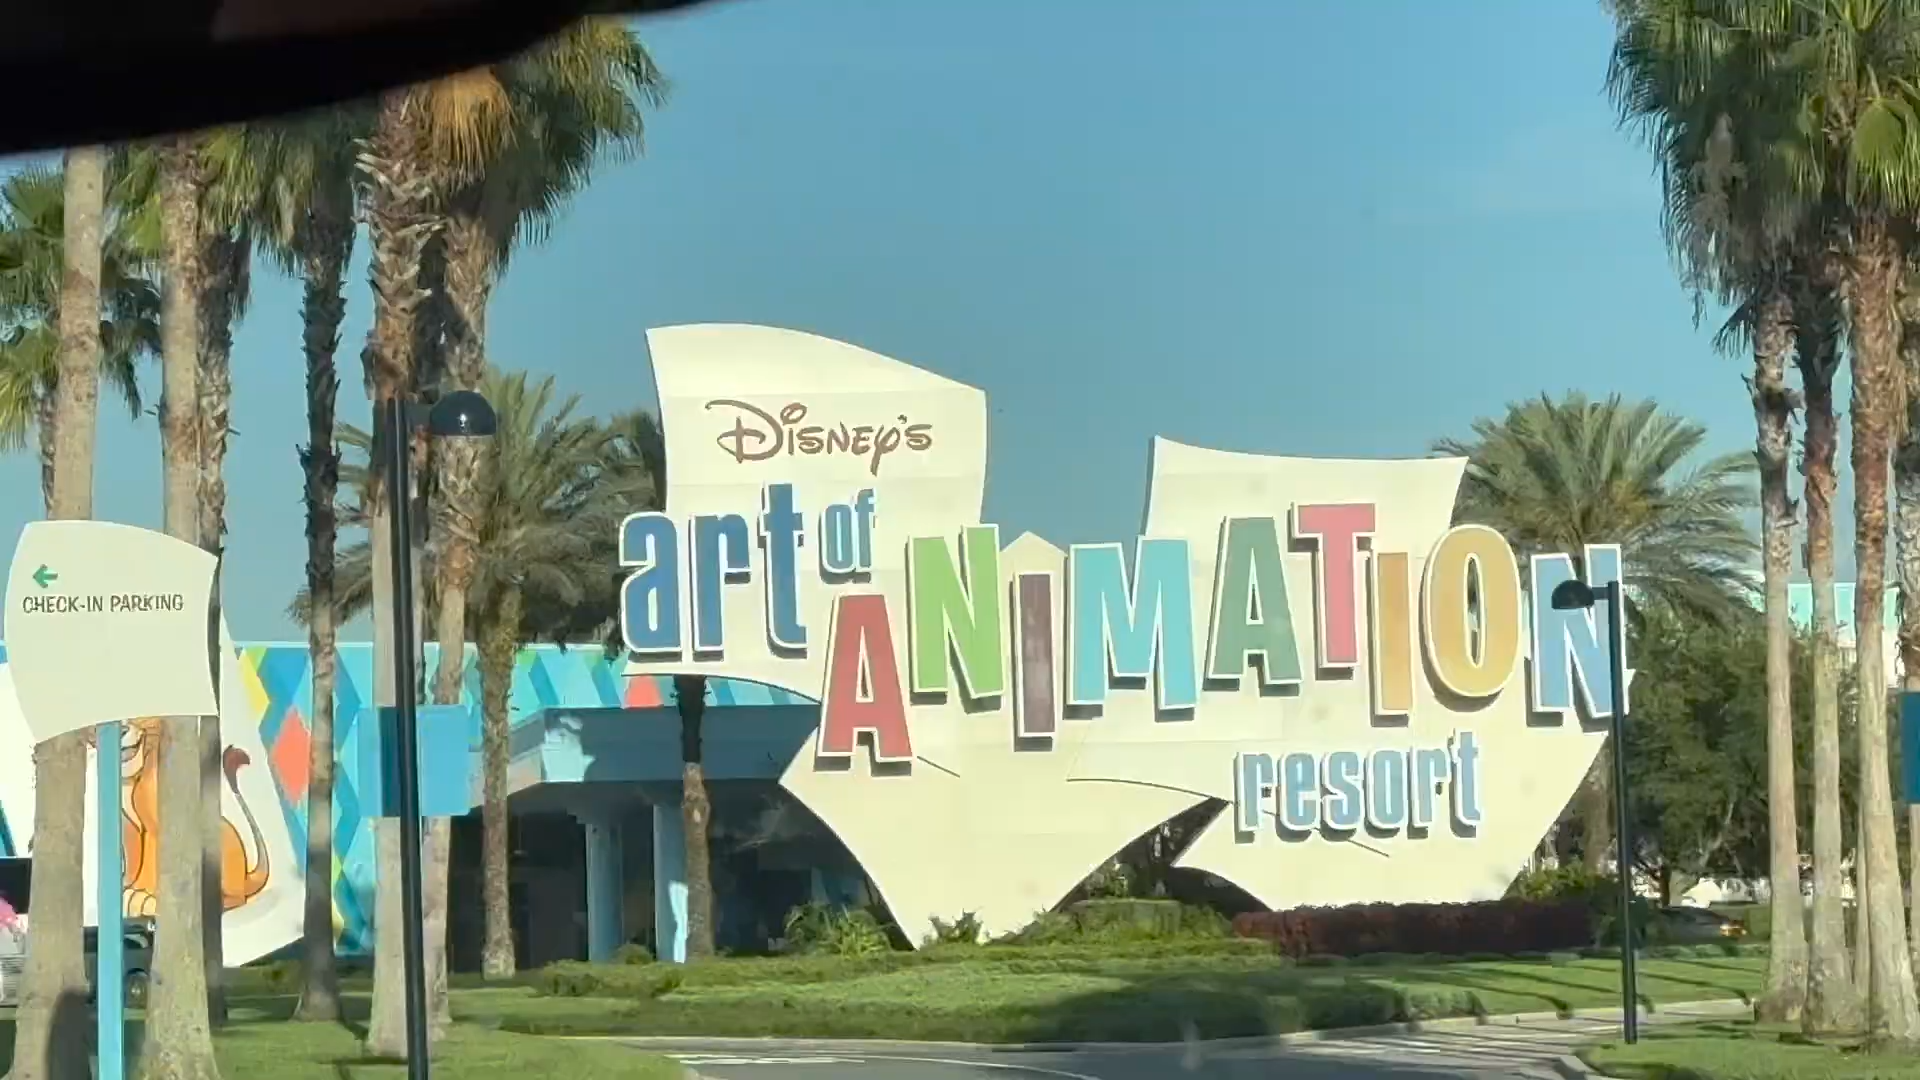 Disney's
art of
ANIMATION
resort
CHECK-IN PARKING